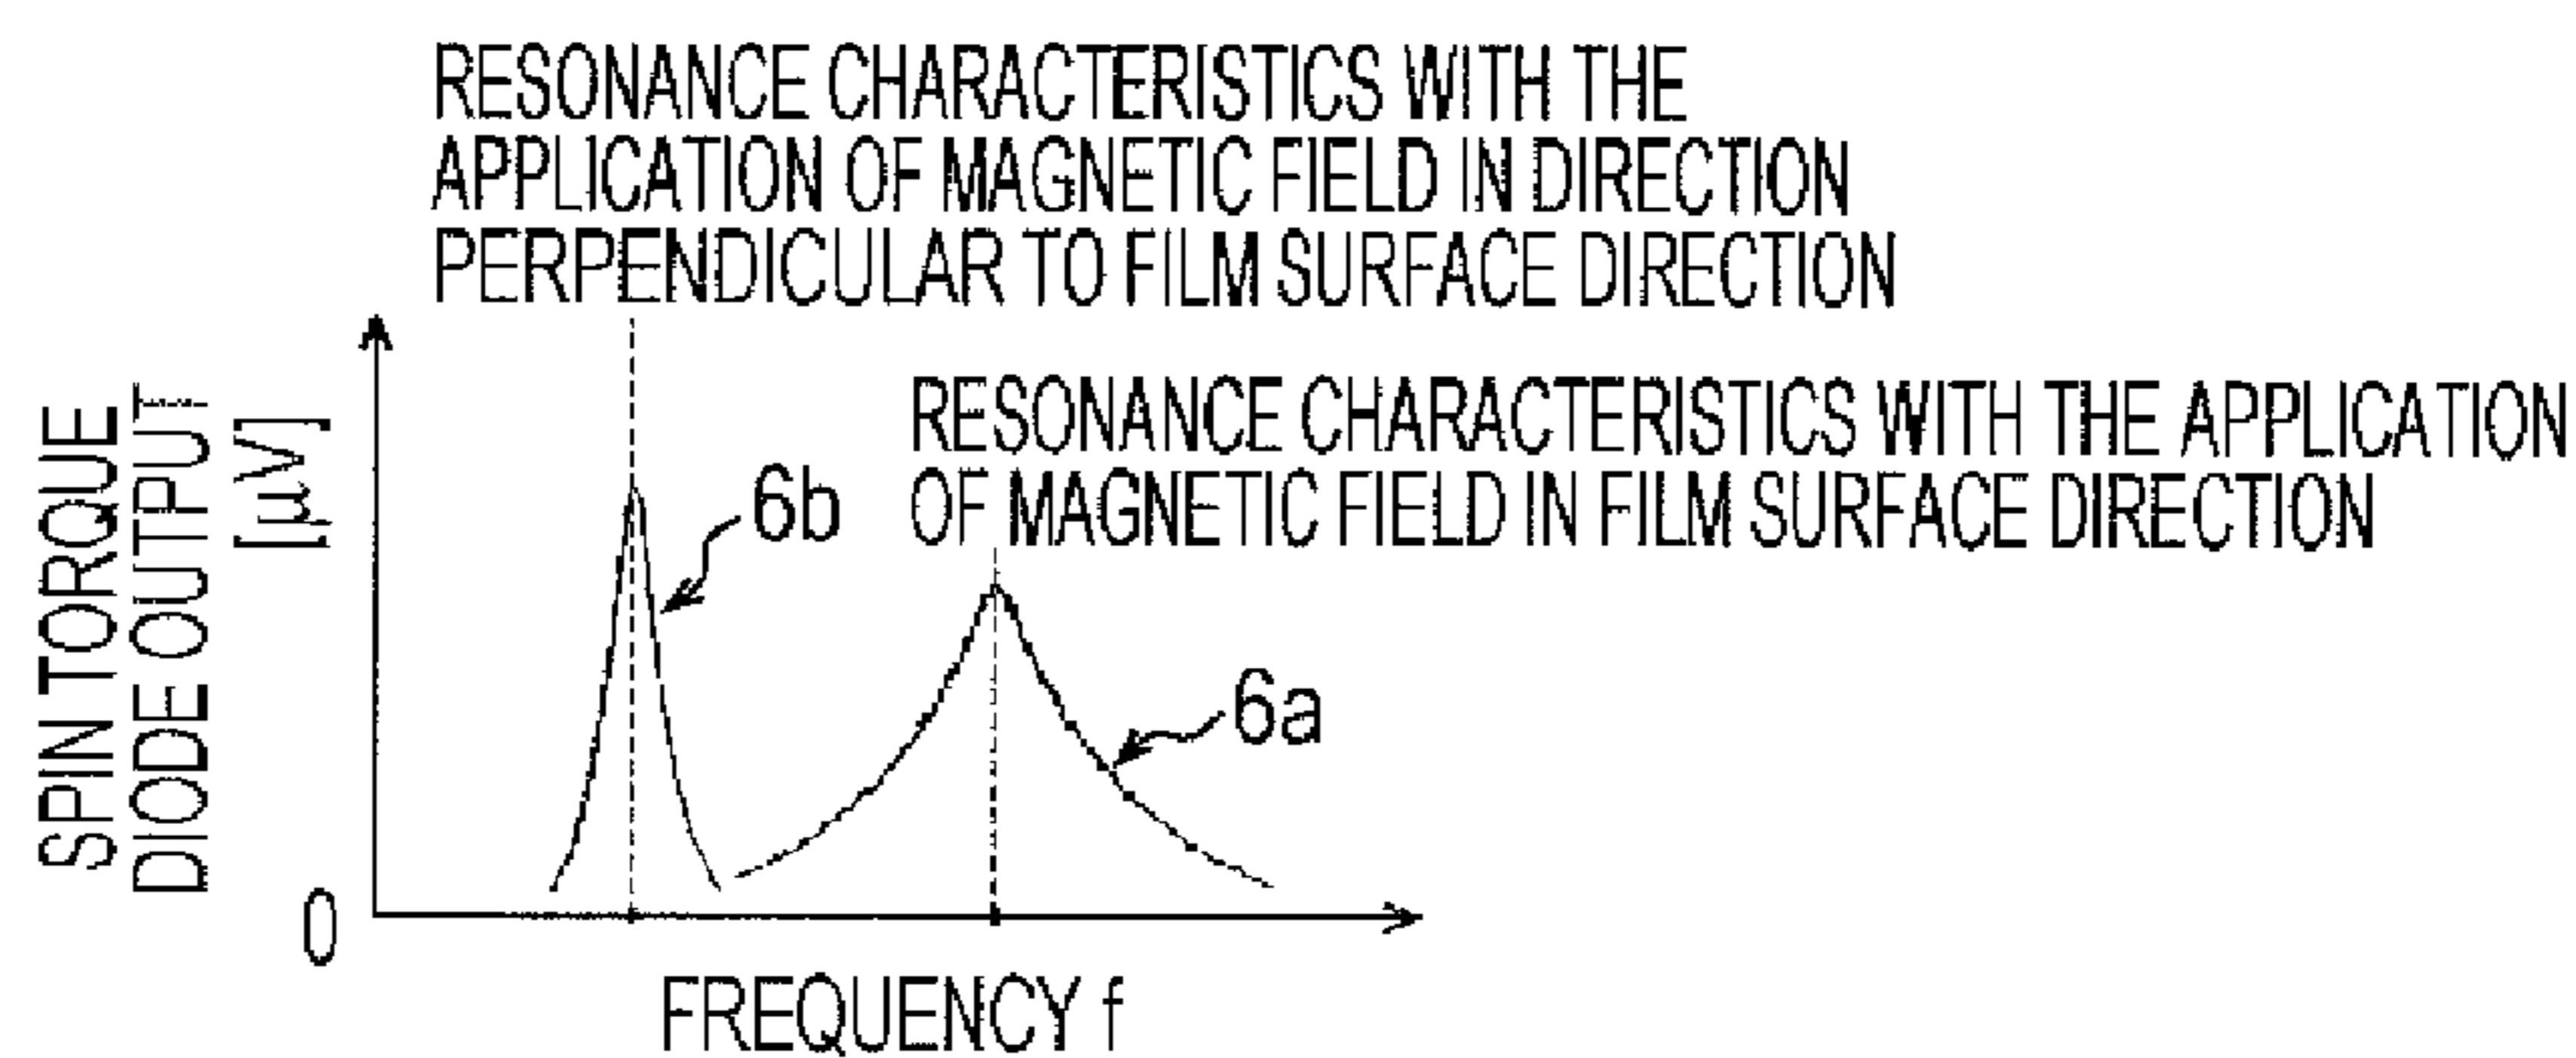 RESONANCE CHARACTERISTICS WITH THE
APPLICATION OF MAGNETIC FIELD IN DIRECTION
PERPENDICULAR TO FILM SURFACE DIRECTION
RESONANCE CHARACTERISTICS WITH THE APPLICATION
OF MAGNETIC FIELD IN FILM SURFACE DIRECTION
SPIN TORQUE
DIODE OUTPUT
[μV]
6b
6a
0
FREQUENCY f